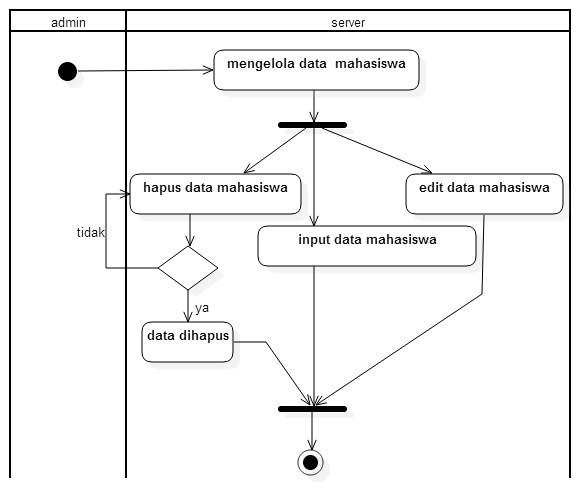 admin
server
mengelola data mahasiswa
hapus data mahasiswa
edit data mahasiswa
tidak
input data mahasiswa
ya
data dihapus